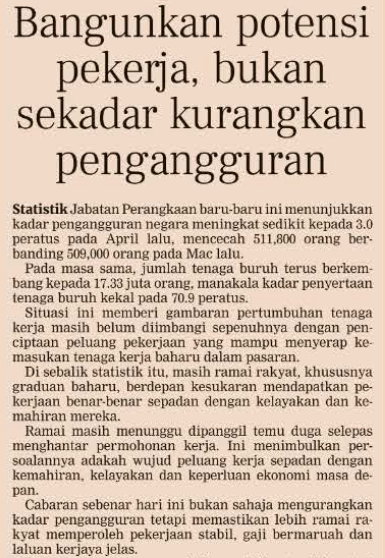 Bangunkan potensi
pekerja, bukan
sekadar kurangkan
pengangguran
Statistik Jabatan Perangkaan baru-baru ini menunjukkan
kadar pengangguran negara meningkat sedikit kepada 3.0
peratus pada April lalu, mencecah 511,800 orang ber-
banding 509,000 orang pada Mac lalu.
Pada masa sama, jumlah tenaga buruh terus berkem-
bang kepada 17.33 juta orang, manakala kadar penyertaan
tenaga buruh kekal pada 70.9 peratus.
Situasi ini memberi gambaran pertumbuhan tenaga
kerja masih belum diimbangi sepenuhnya dengan pen-
ciptaan peluang pekerjaan yang mampu menyerap ke-
masukan tenaga kerja baharu dalam pasaran.
Di sebalik statistik itu, masih ramai rakyat, khususnya
graduan baharu, berdepan kesukaran mendapatkan pe-
kerjaan benar-benar sepadan dengan kelayakan dan ke-
mahiran mereka.
Ramai masih menunggu dipanggil temu duga selepas
menghantar permohonan kerja. Ini menimbulkan per-
soalannya adakah wujud peluang kerja sepadan dengan
kemahiran, kelayakan dan keperluan ekonomi masa de-
pan.
Cabaran sebenar hari ini bukan sahaja mengurangkan
kadar pengangguran tetapi memastikan lebih ramai ra-
kyat memperoleh pekerjaan stabil, gaji bermaruah dan
laluan kerjaya jelas.